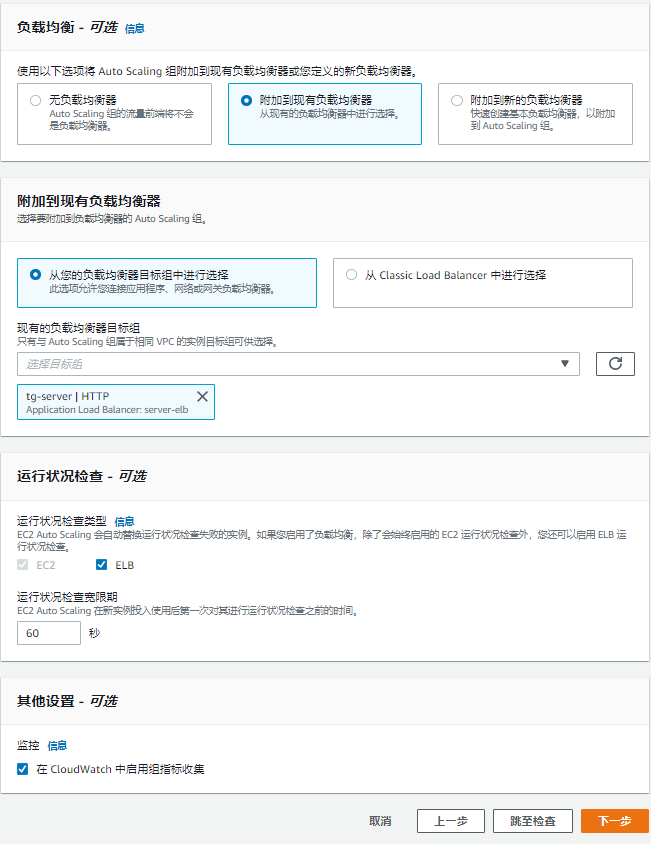 负载均衡 - 可选 信息
使用以下选项将 Auto Scaling 组附加到现有负载均衡器或您定义的新负载均衡器。
无负载均衡器
Auto Scaling 组的流量前端将不会
是负载均衡器。
附加到现有负载均衡器
从现有的负载均衡器中进行选择。
附加到新的负载均衡器
快速创建基本负载均衡器，以附加
到 Auto Scaling 组。
附加到现有负载均衡器
选择要附加到负载均衡器的 Auto Scaling 组。
从您的负载均衡器目标组中进行选择
此选项允许您连接应用程序、网络或网关负载均衡器。
从 Classic Load Balancer 中进行选择
现有的负载均衡器目标组
只有与 Auto Scaling 组属于相同 VPC 的实例目标组可供选择。
选择目标组
tg-server | HTTP
Application Load Balancer: server-elb
运行状况检查 - 可选
运行状况检查类型 信息
EC2 Auto Scaling 会自动替换运行状况检查失败的实例。如果您启用了负载均衡，除了会始终启用的 EC2 运行状况检查外，您还可以启用 ELB 运
行状况检查。
EC2 ELB
运行状况检查宽限期
EC2 Auto Scaling 在新实例投入使用后第一次对其进行运行状况检查之前的时间。
60 秒
其他设置 - 可选
监控 信息
在 CloudWatch 中启用组指标收集
取消 上一步 跳至检查 下一步